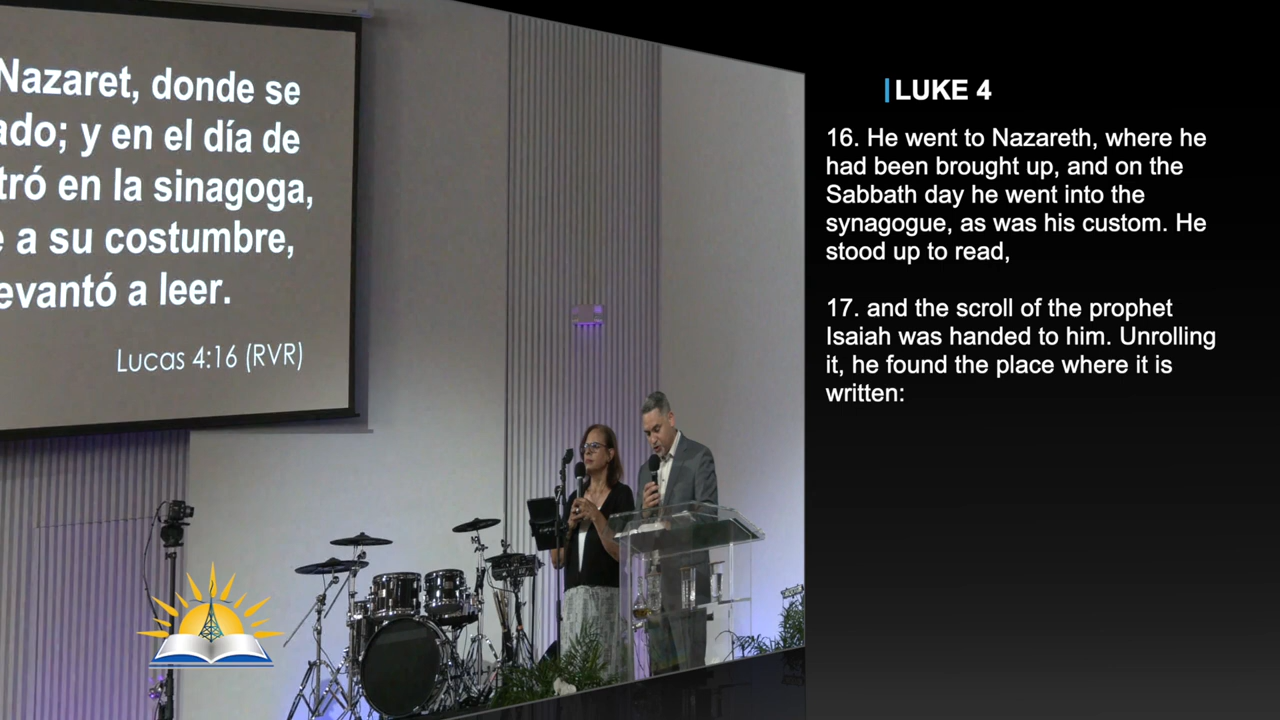 Nazaret, donde se
ado; y en el día de
tró en la sinagoga,
e a su costumbre,
evantó a leer.
Lucas 4:16 (RVR)
LUKE 4
16. He went to Nazareth, where he
had been brought up, and on the
Sabbath day he went into the
synagogue, as was his custom. He
stood up to read,
17. and the scroll of the prophet
Isaiah was handed to him. Unrolling
it, he found the place where it is
written: